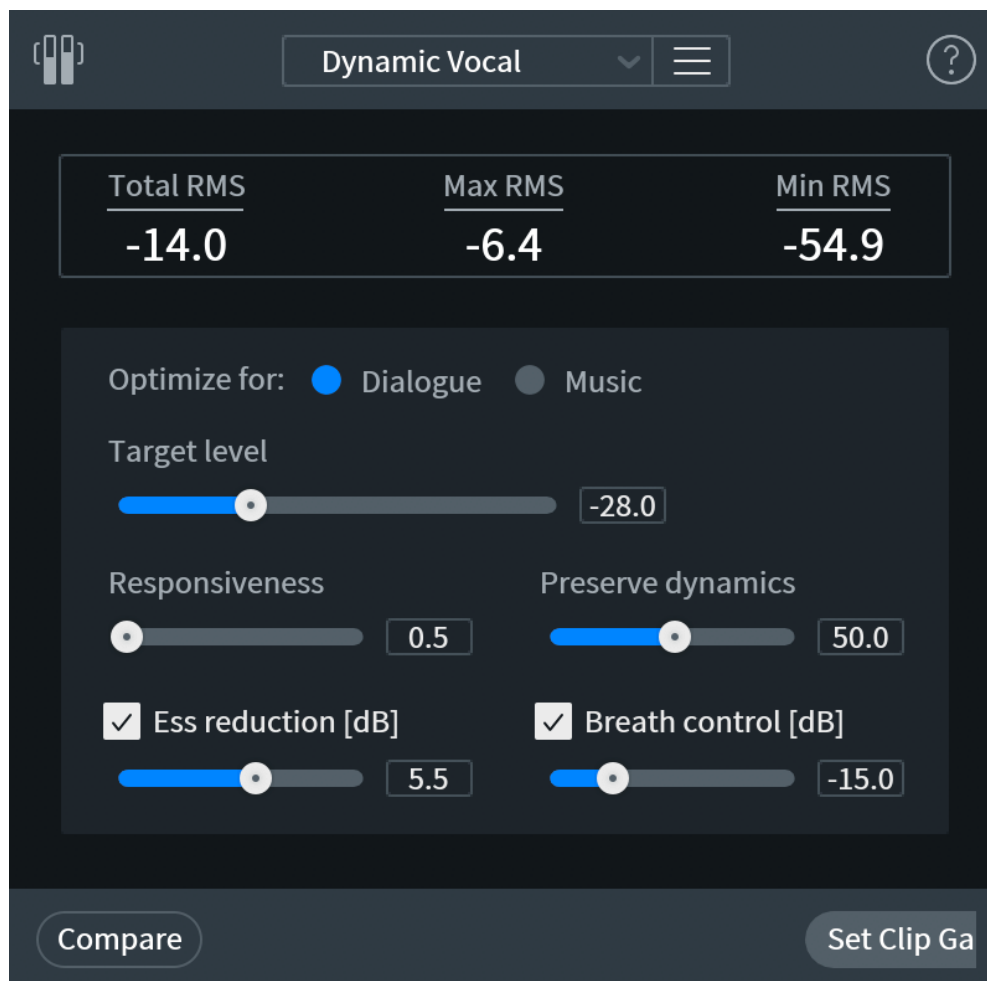 Dynamic Vocal
?
Total RMS Max RMS Min RMS
-14.0 -6.4 -54.9
Optimize for: Dialogue Music
Target level
-28.0
Responsiveness Preserve dynamics
0.5 50.0
Ess reduction [dB] Breath control [dB]
5.5 -15.0
Compare Set Clip Ga